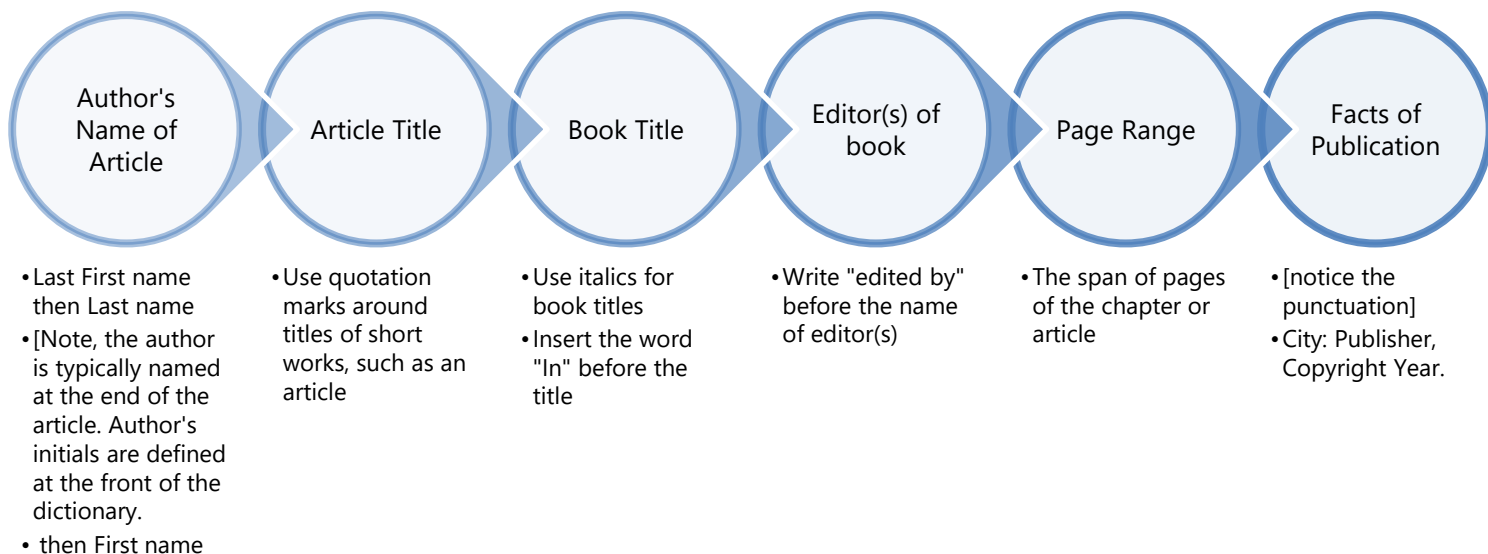 Author's
Name of
Article
Article Title
Book Title
Editor(s) of
book
Page Range
Facts of
Publication
•Last First name
then Last name
•[Note, the author
is typically named
at the end of the
article. Author's
initials are defined
at the front of the
dictionary.
• then First name
•Use quotation
marks around
titles of short
works, such as an
article
•Use italics for
book titles
•Insert the word
"In" before the
title
•Write "edited by"
before the name
of editor(s)
•The span of pages
of the chapter or
article
•[notice the
punctuation]
•City: Publisher,
Copyright Year.